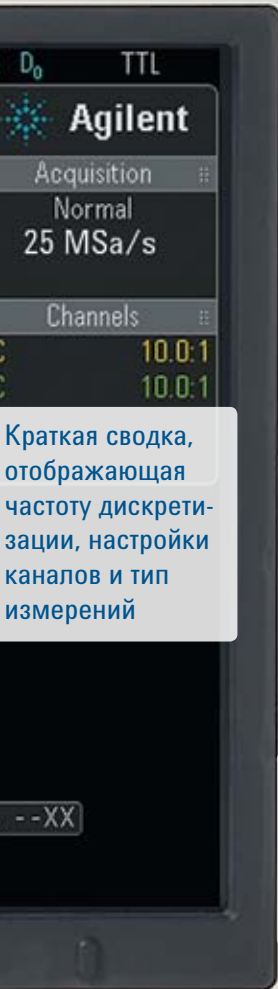 D₀ TTL
Agilent
Acquisition
Normal
25 MSa/s
Channels
C 10.0:1
C 10.0:1
Краткая сводка,
отображающая
частоту дискрети-
зации, настройки
каналов и тип
измерений
--XX